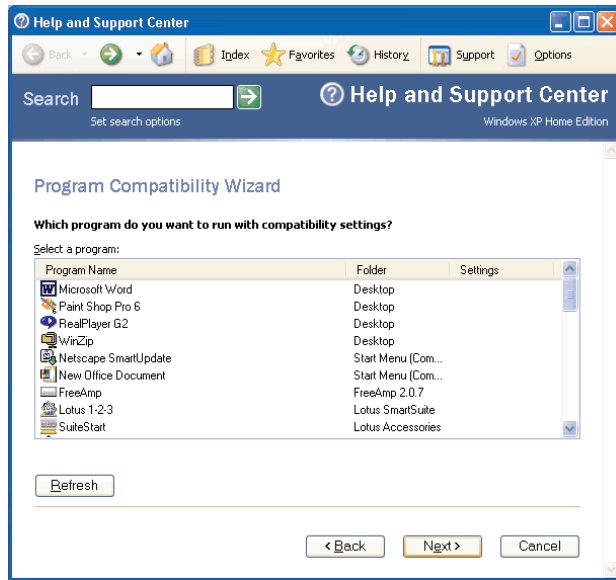 Help and Support Center
Back Index Favorites History Support Options
Search
Set search options
Help and Support Center
Windows XP Home Edition
Program Compatibility Wizard
Which program do you want to run with compatibility settings?
Select a program:
Program Name Folder Settings
Microsoft Word Desktop
Paint Shop Pro 6 Desktop
RealPlayer G2 Desktop
WinZip Desktop
Netscape SmartUpdate Start Menu (Com...
New Office Document Start Menu (Com...
FreeAmp FreeAmp 2.0.7
Lotus 1-2-3 Lotus SmartSuite
SuiteStart Lotus Accessories
Refresh
< Back Next > Cancel